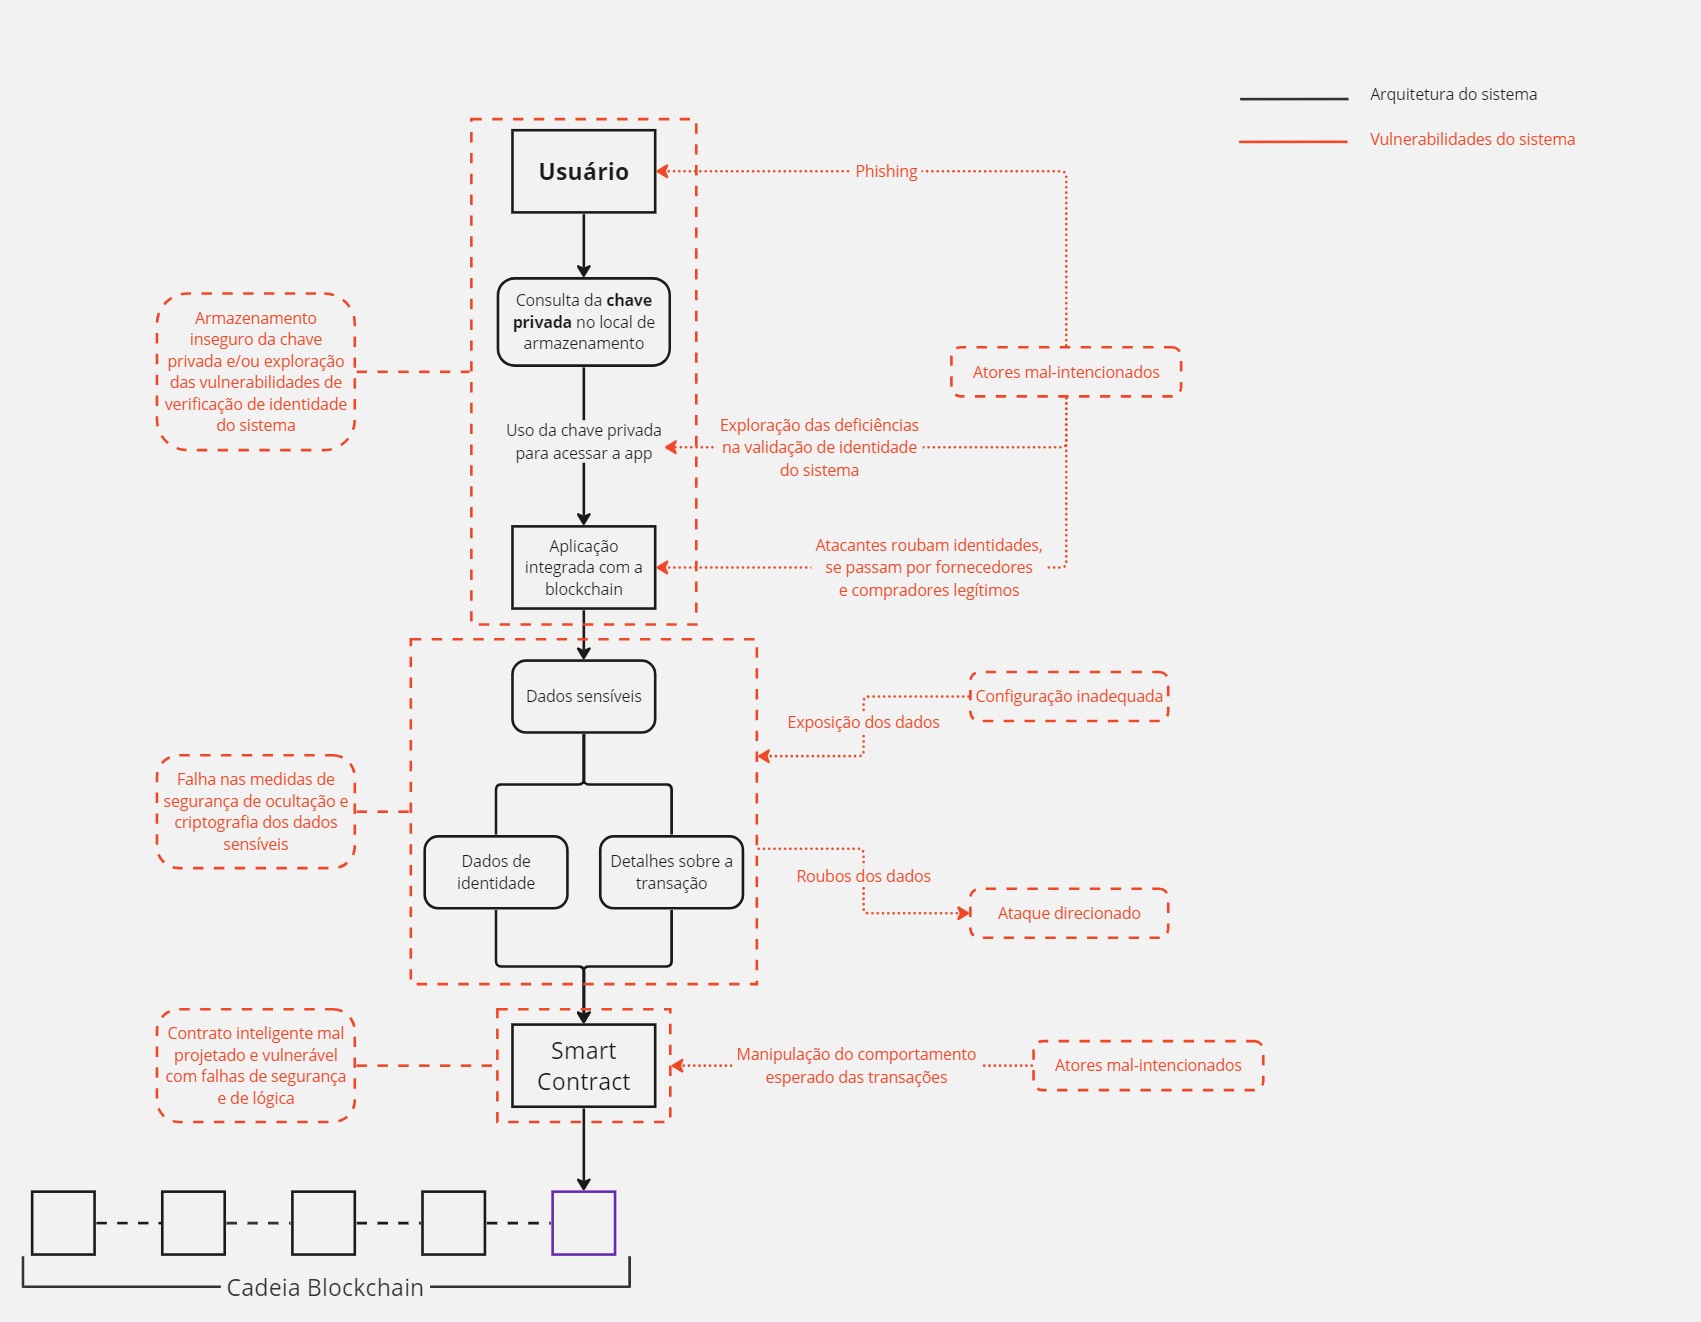 Arquitetura do sistema
Vulnerabilidades do sistema
Usuário
Phishing
Consulta da chave
privada no local de
armazenamento
Armazenamento
inseguro da chave
privada e/ou exploração
das vulnerabilidades de
verificação de identidade
do sistema
Atores mal-intencionados
Uso da chave privada
para acessar a app
Exploração das deficiências
na validação de identidade
do sistema
Aplicação
integrada com a
blockchain
Atacantes roubam identidades,
se passam por fornecedores
e compradores legítimos
Dados sensíveis
Configuração inadequada
Exposição dos dados
Falha nas medidas de
segurança de ocultação e
criptografia dos dados
sensíveis
Dados de
identidade
Detalhes sobre a
transação
Roubos dos dados
Ataque direcionado
Contrato inteligente mal
projetado e vulnerável
com falhas de segurança
e de lógica
Smart
Contract
Manipulação do comportamento
esperado das transações
Atores mal-intencionados
Cadeia Blockchain